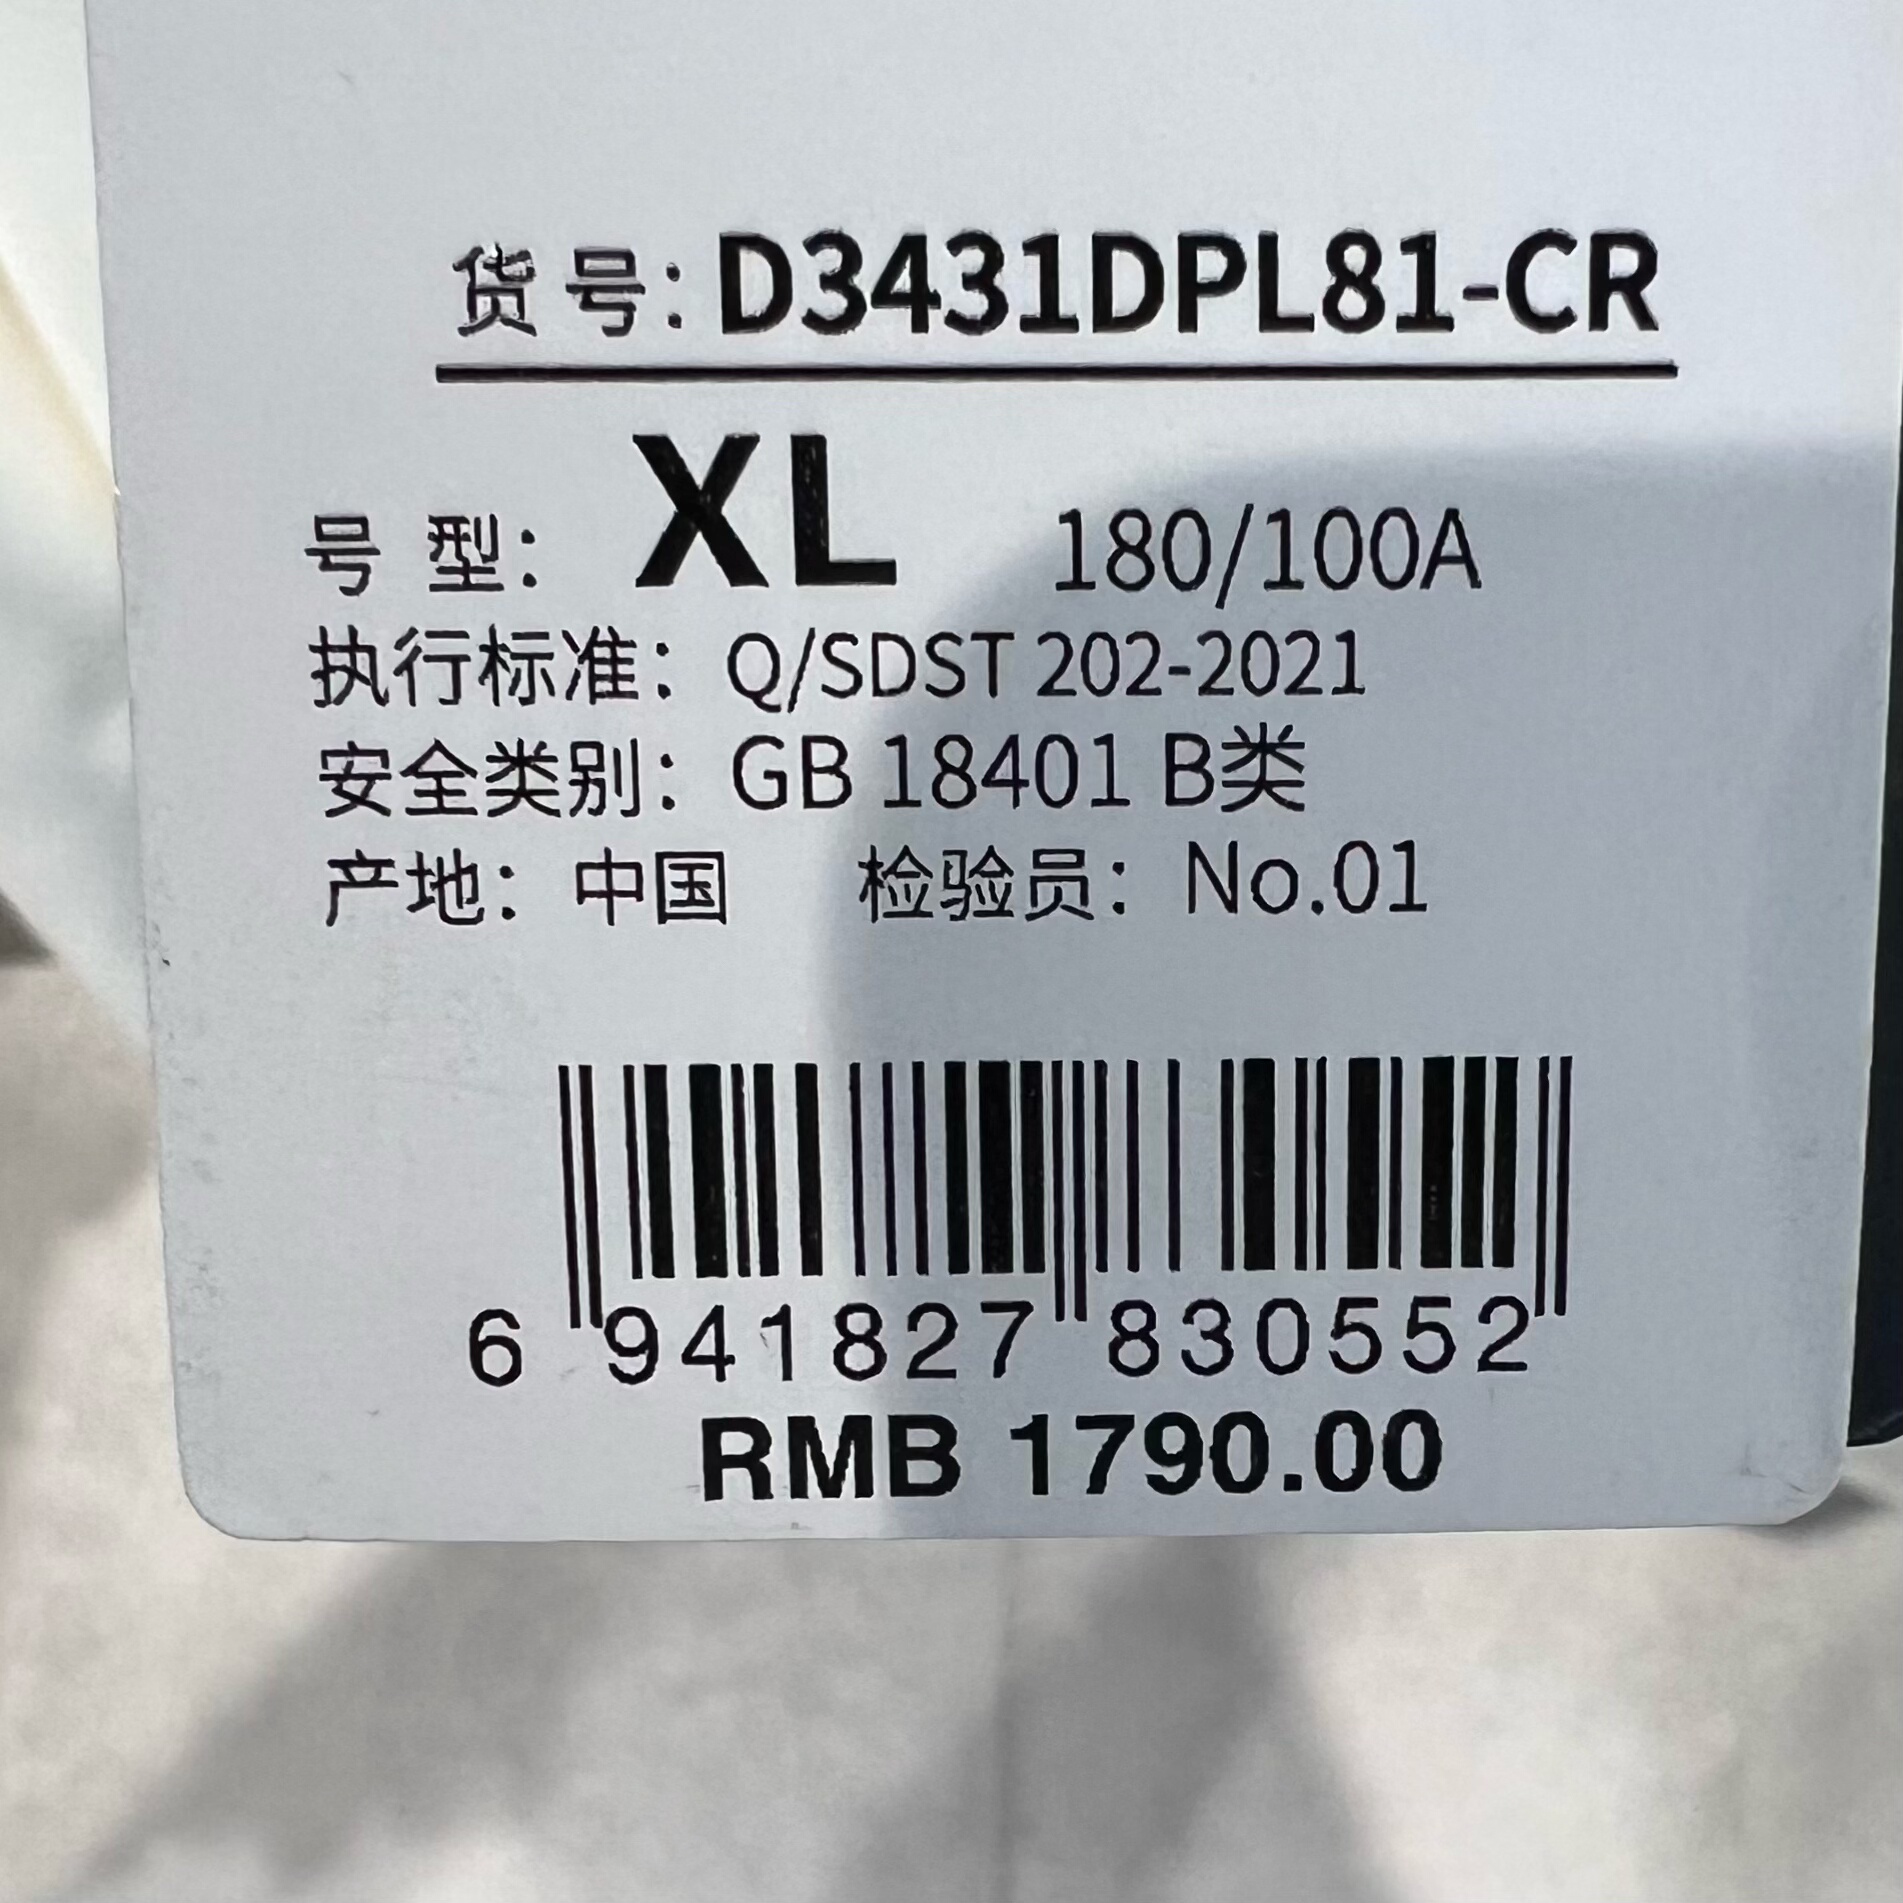 货号：D3431DPL81-CR
号型： XL 180/100A
执行标准： Q/SDST 202-2021
安全类别： GB 18401 B类
产地： 中国 检验员： No.01
6 941827 830552
RMB 1790.00